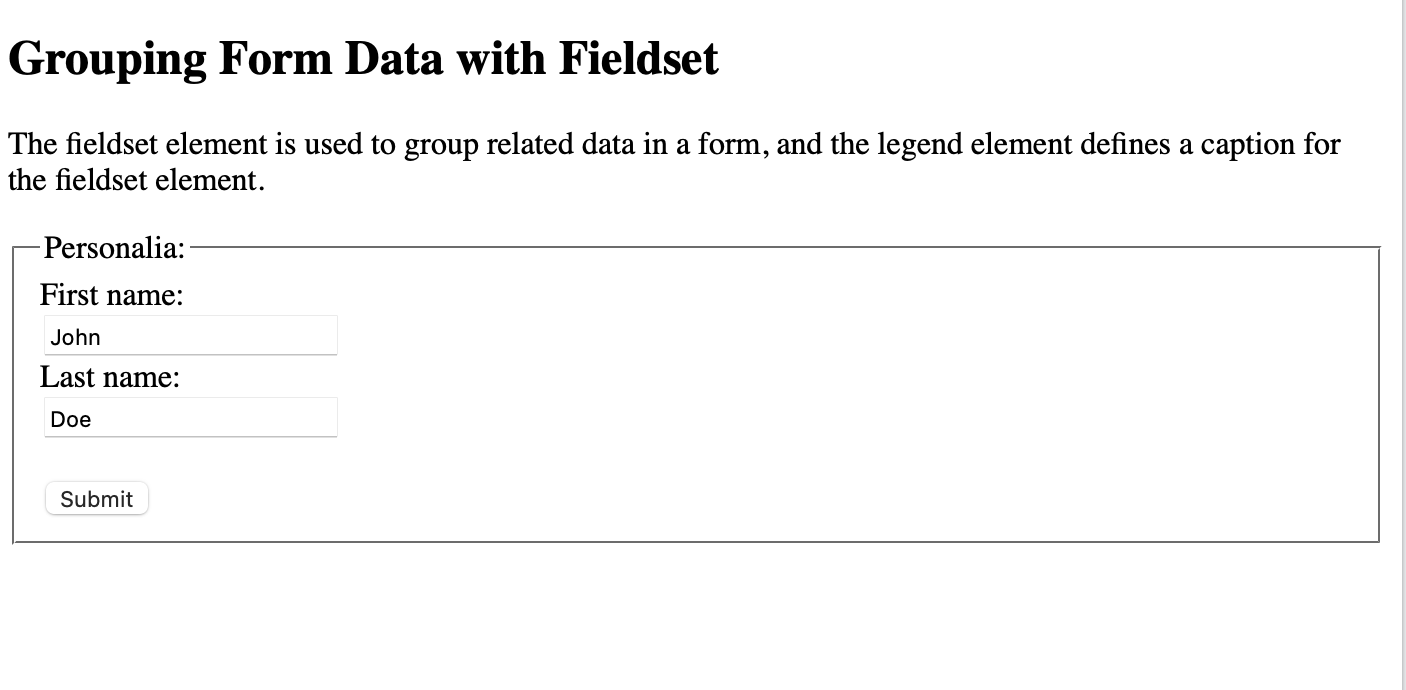 Grouping Form Data with Fieldset
The fieldset element is used to group related data in a form, and the legend element defines a caption for
the fieldset element.
Personalia:
First name:
John
Last name:
Doe
Submit